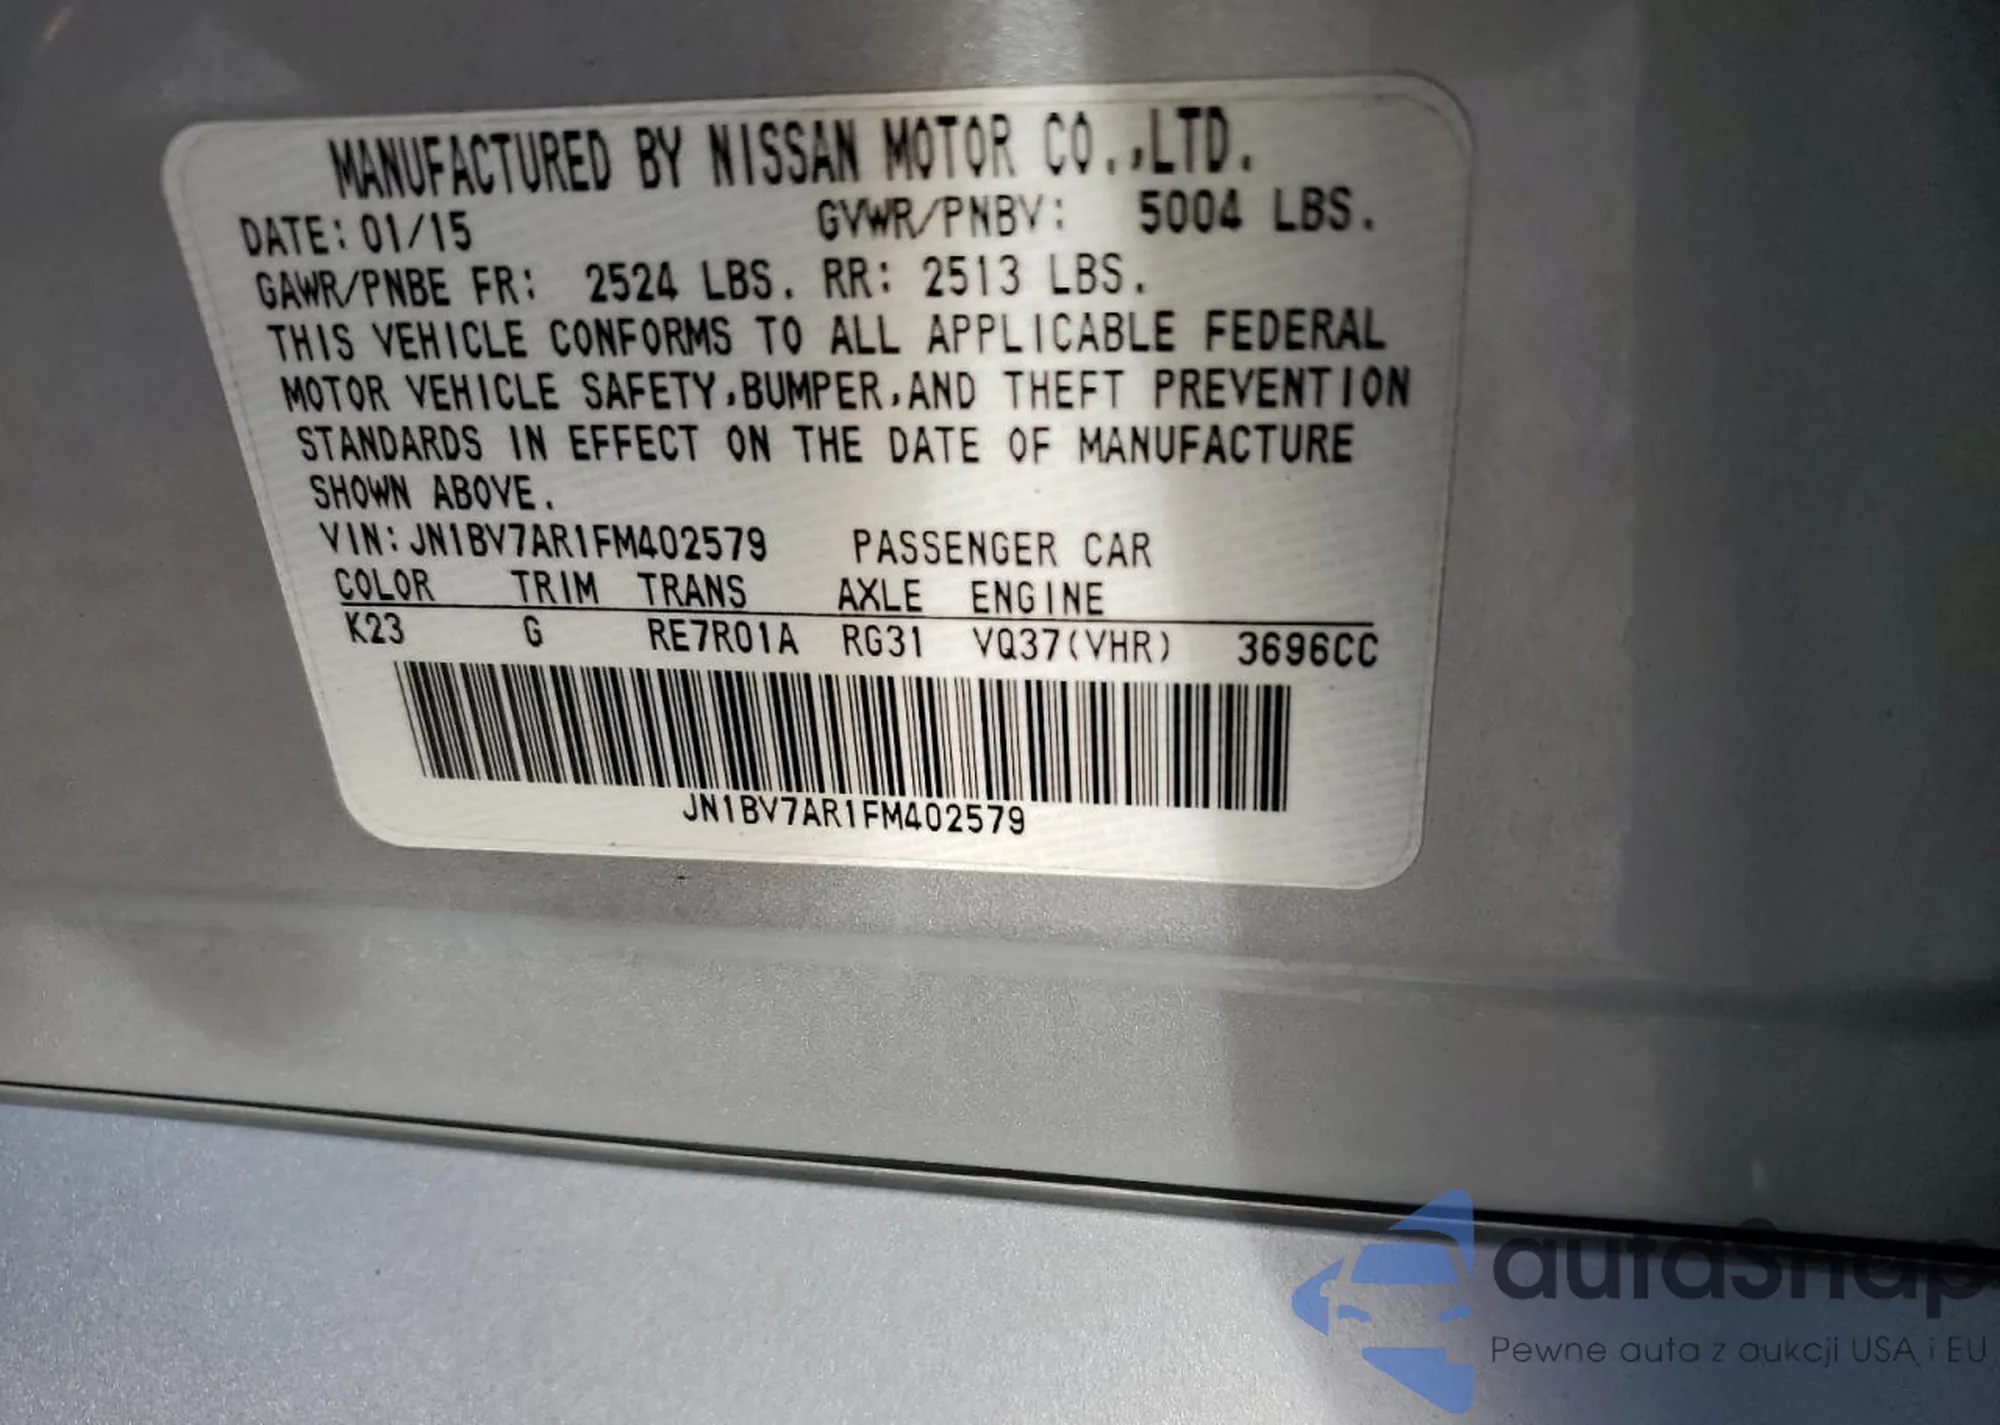 MANUFACTURED BY NISSAN MOTOR CO.,LTD.
DATE: 01/15 GVWR/PNBV: 5004 LBS.
GAWR/PNBE FR: 2524 LBS. RR: 2513 LBS.
THIS VEHICLE CONFORMS TO ALL APPLICABLE FEDERAL
MOTOR VEHICLE SAFETY,BUMPER,AND THEFT PREVENTION
STANDARDS IN EFFECT ON THE DATE OF MANUFACTURE
SHOWN ABOVE.
VIN: JN1BV7AR1FM402579 PASSENGER CAR
COLOR TRIM TRANS AXLE ENGINE
K23 G RE7R01A RG31 VQ37(VHR) 3696CC
JN1BV7AR1FM402579
autaSnap
Pewne auta z aukcji USA i EU